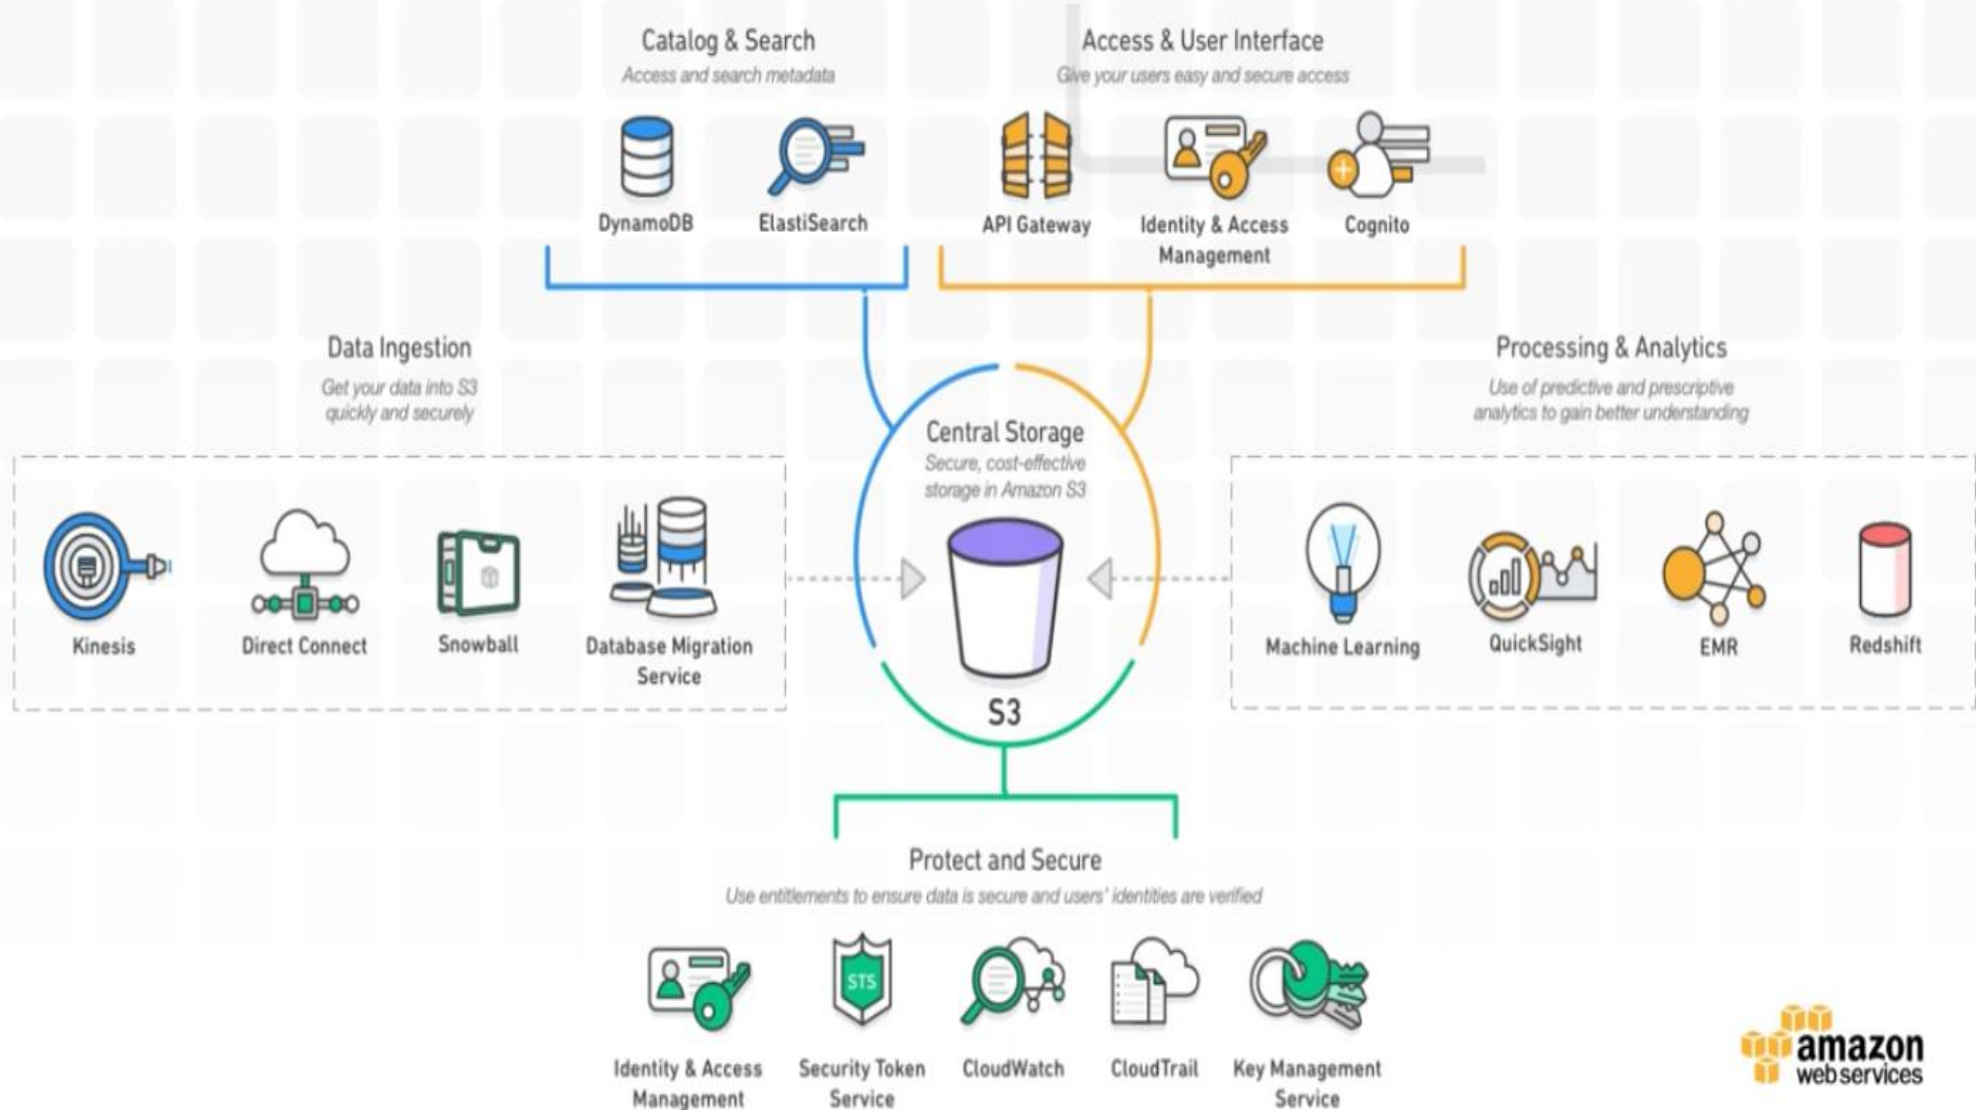 Catalog & Search
Access and search metadata
DynamoDB
ElastiSearch
Access & User Interface
Give your users easy and secure access
API Gateway
Identity & Access
Management
Cognito
Data Ingestion
Get your data into S3
quickly and securely
Kinesis
Direct Connect
Snowball
Database Migration
Service
Central Storage
Secure, cost-effective
storage in Amazon S3
S3
Processing & Analytics
Use of predictive and prescriptive
analytics to gain better understanding
Machine Learning
QuickSight
EMR
Redshift
Protect and Secure
Use entitlements to ensure data is secure and users' identities are verified
Identity & Access
Management
STS
Security Token
Service
CloudWatch
CloudTrail
Key Management
Service
amazon
web services